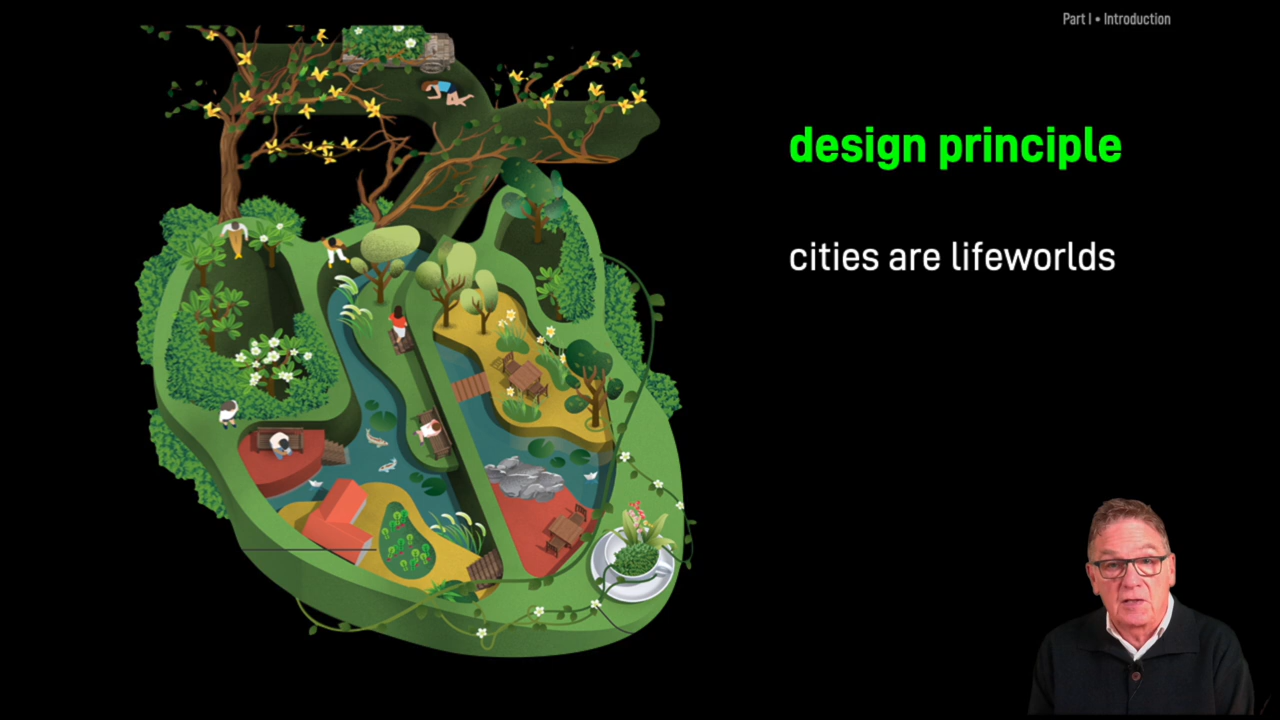 Part I • Introduction
design principle
cities are lifeworlds